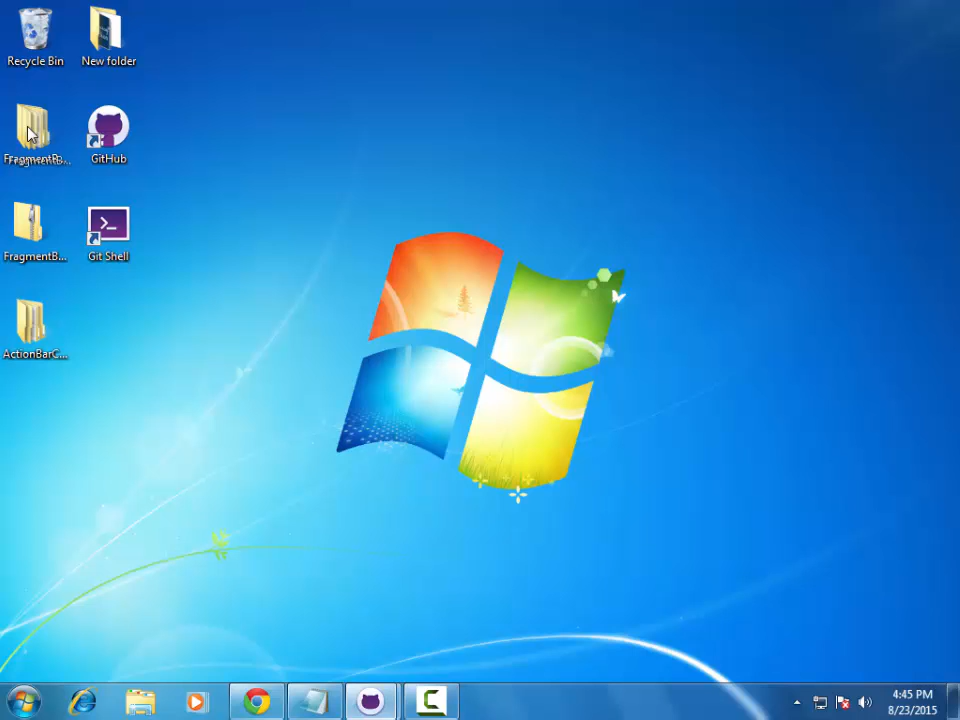 Recycle Bin
New folder
GitHub
FragmentB...
Git Shell
ActionBarC...
4:45 PM
8/23/2015